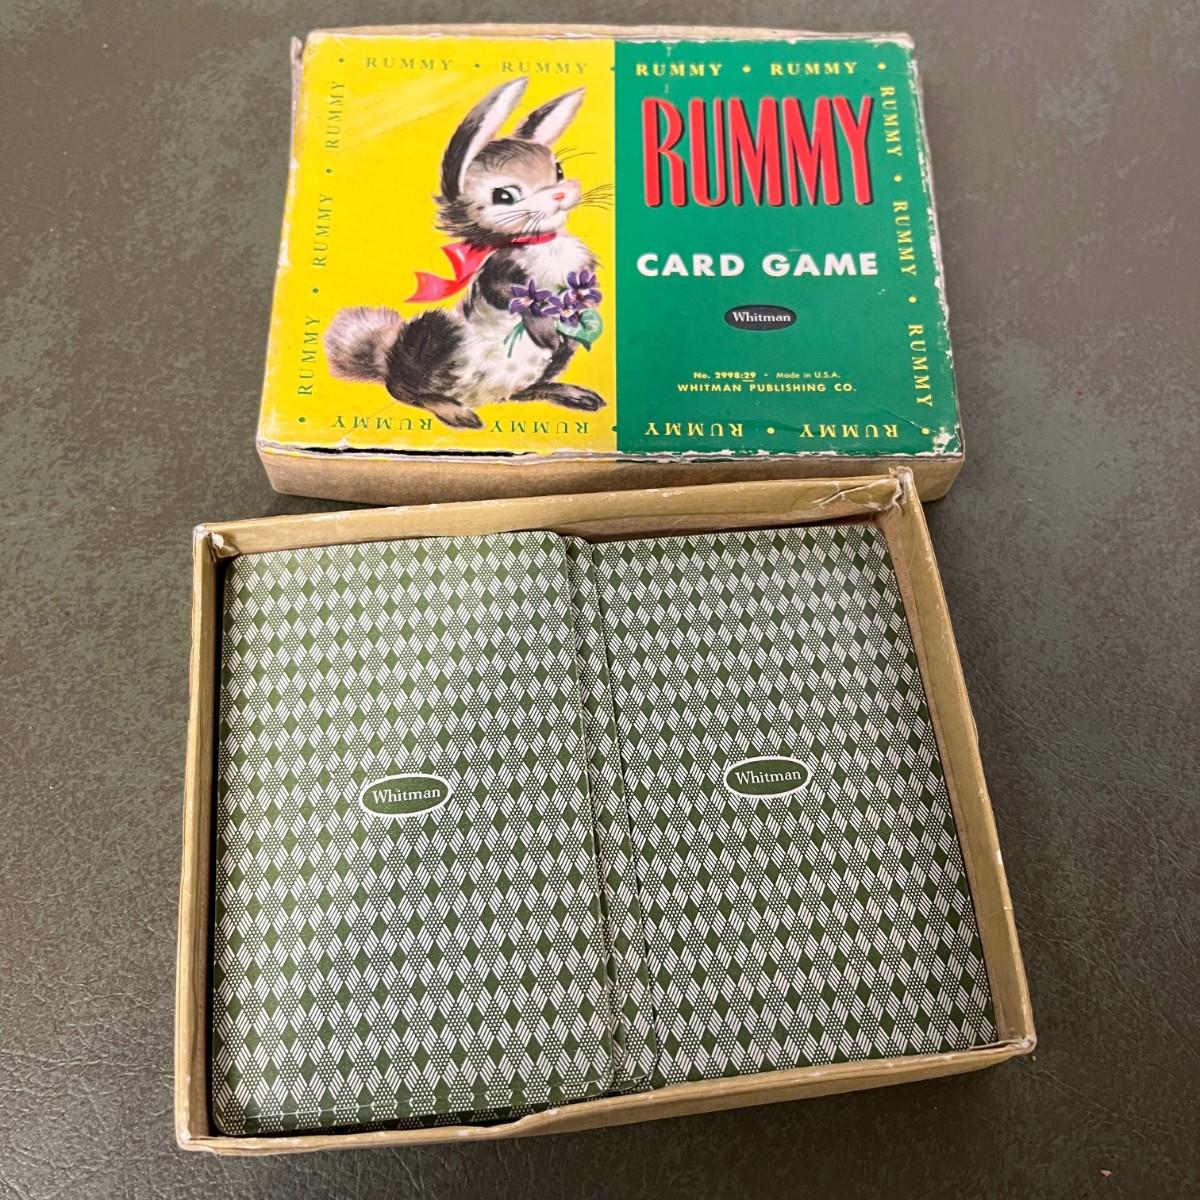 RUMMY • RUMMY • RUMMY • RUMMY •
RUMMY • RUMMY • RUMMY •
RUMMY
CARD GAME
Whitman
No. 2998:29 • Made in U.S.A.
WHITMAN PUBLISHING CO.
RUMMY • RUMMY • RUMMY •
RUMMY • RUMMY • RUMMY • RUMMY •
Whitman
Whitman